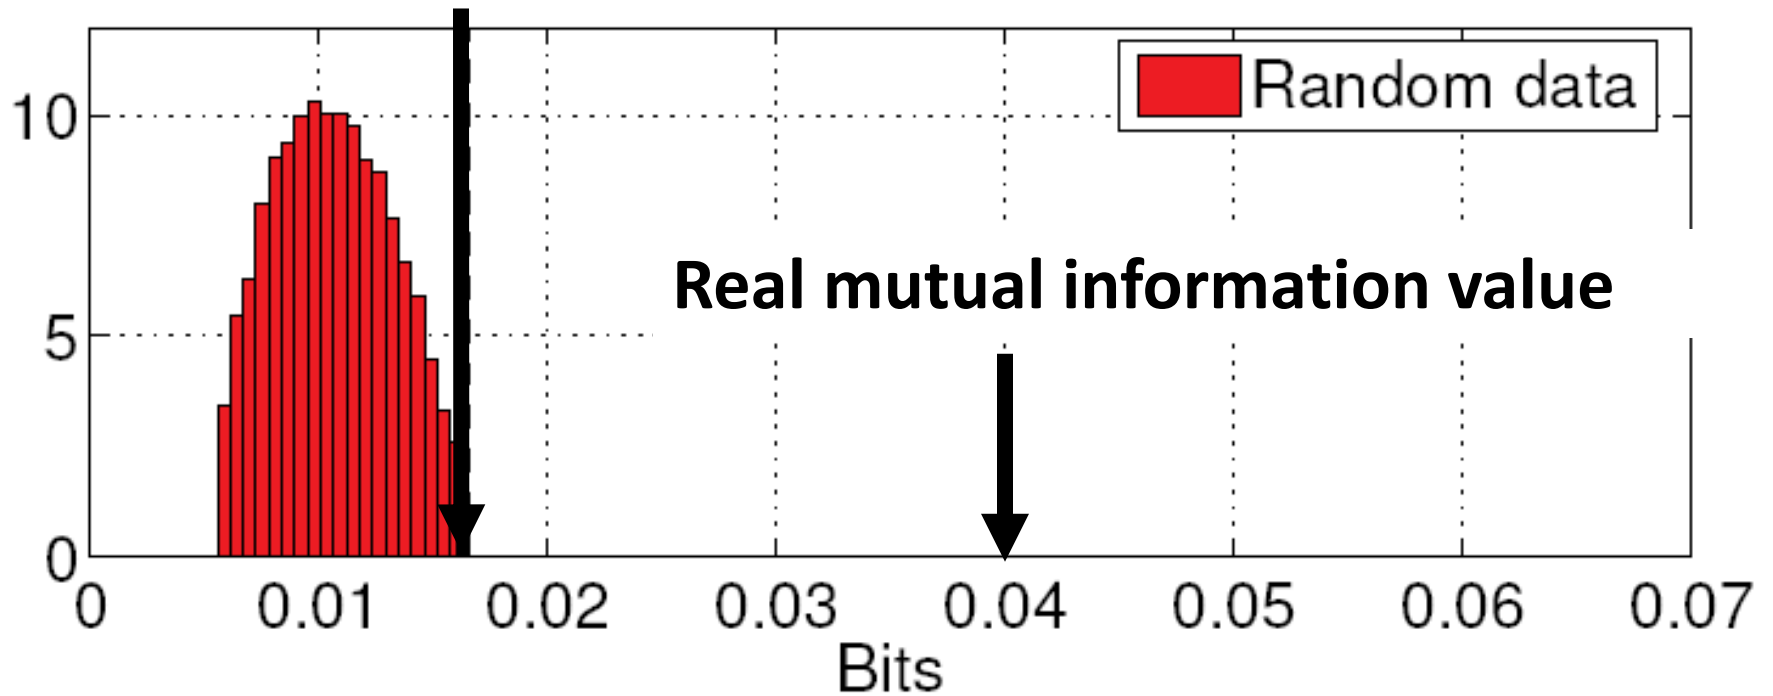 Random data
10
Real mutual information value
5
0
0 0.01 0.02 0.03 0.04 0.05 0.06 0.07
Bits